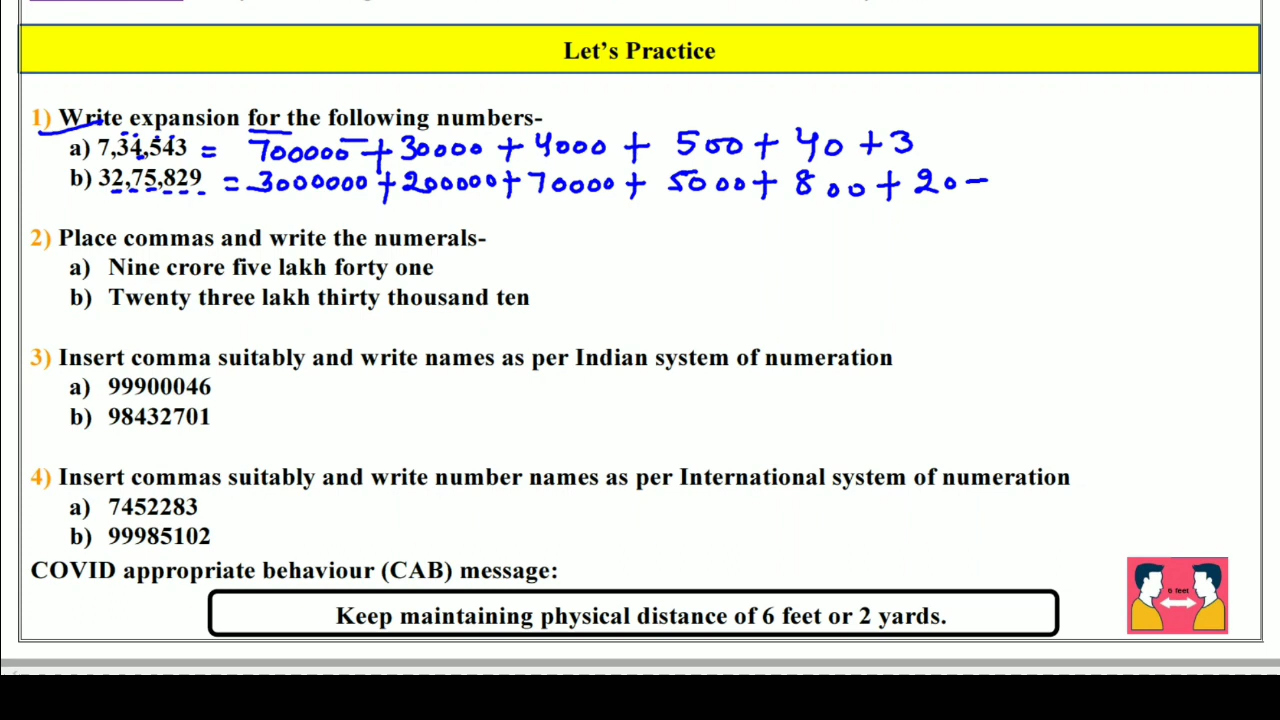 Let's Practice
1) Write expansion for the following numbers-
a) 7,34,543 = 700000 + 30000 + 4000 + 500 + 40 + 3
b) 32,75,829 = 3000000 + 200000 + 70000 + 5000 + 800 + 20 -
2) Place commas and write the numerals-
a) Nine crore five lakh forty one
b) Twenty three lakh thirty thousand ten
3) Insert comma suitably and write names as per Indian system of numeration
a) 99900046
b) 98432701
4) Insert commas suitably and write number names as per International system of numeration
a) 7452283
b) 99985102
COVID appropriate behaviour (CAB) message:
6 feet
Keep maintaining physical distance of 6 feet or 2 yards.